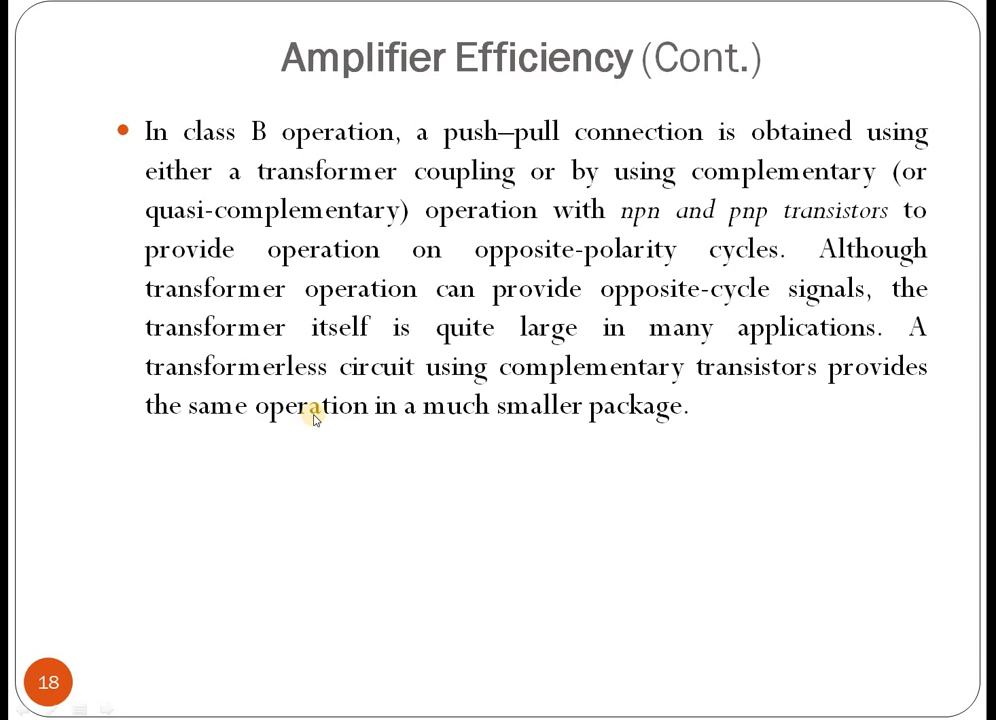 Amplifier Efficiency (Cont.)
In class B operation, a push–pull connection is obtained using
either a transformer coupling or by using complementary (or
quasi-complementary) operation with npn and pnp transistors to
provide operation on opposite-polarity cycles. Although
transformer operation can provide opposite-cycle signals, the
transformer itself is quite large in many applications. A
transformerless circuit using complementary transistors provides
the same operation in a much smaller package.
18